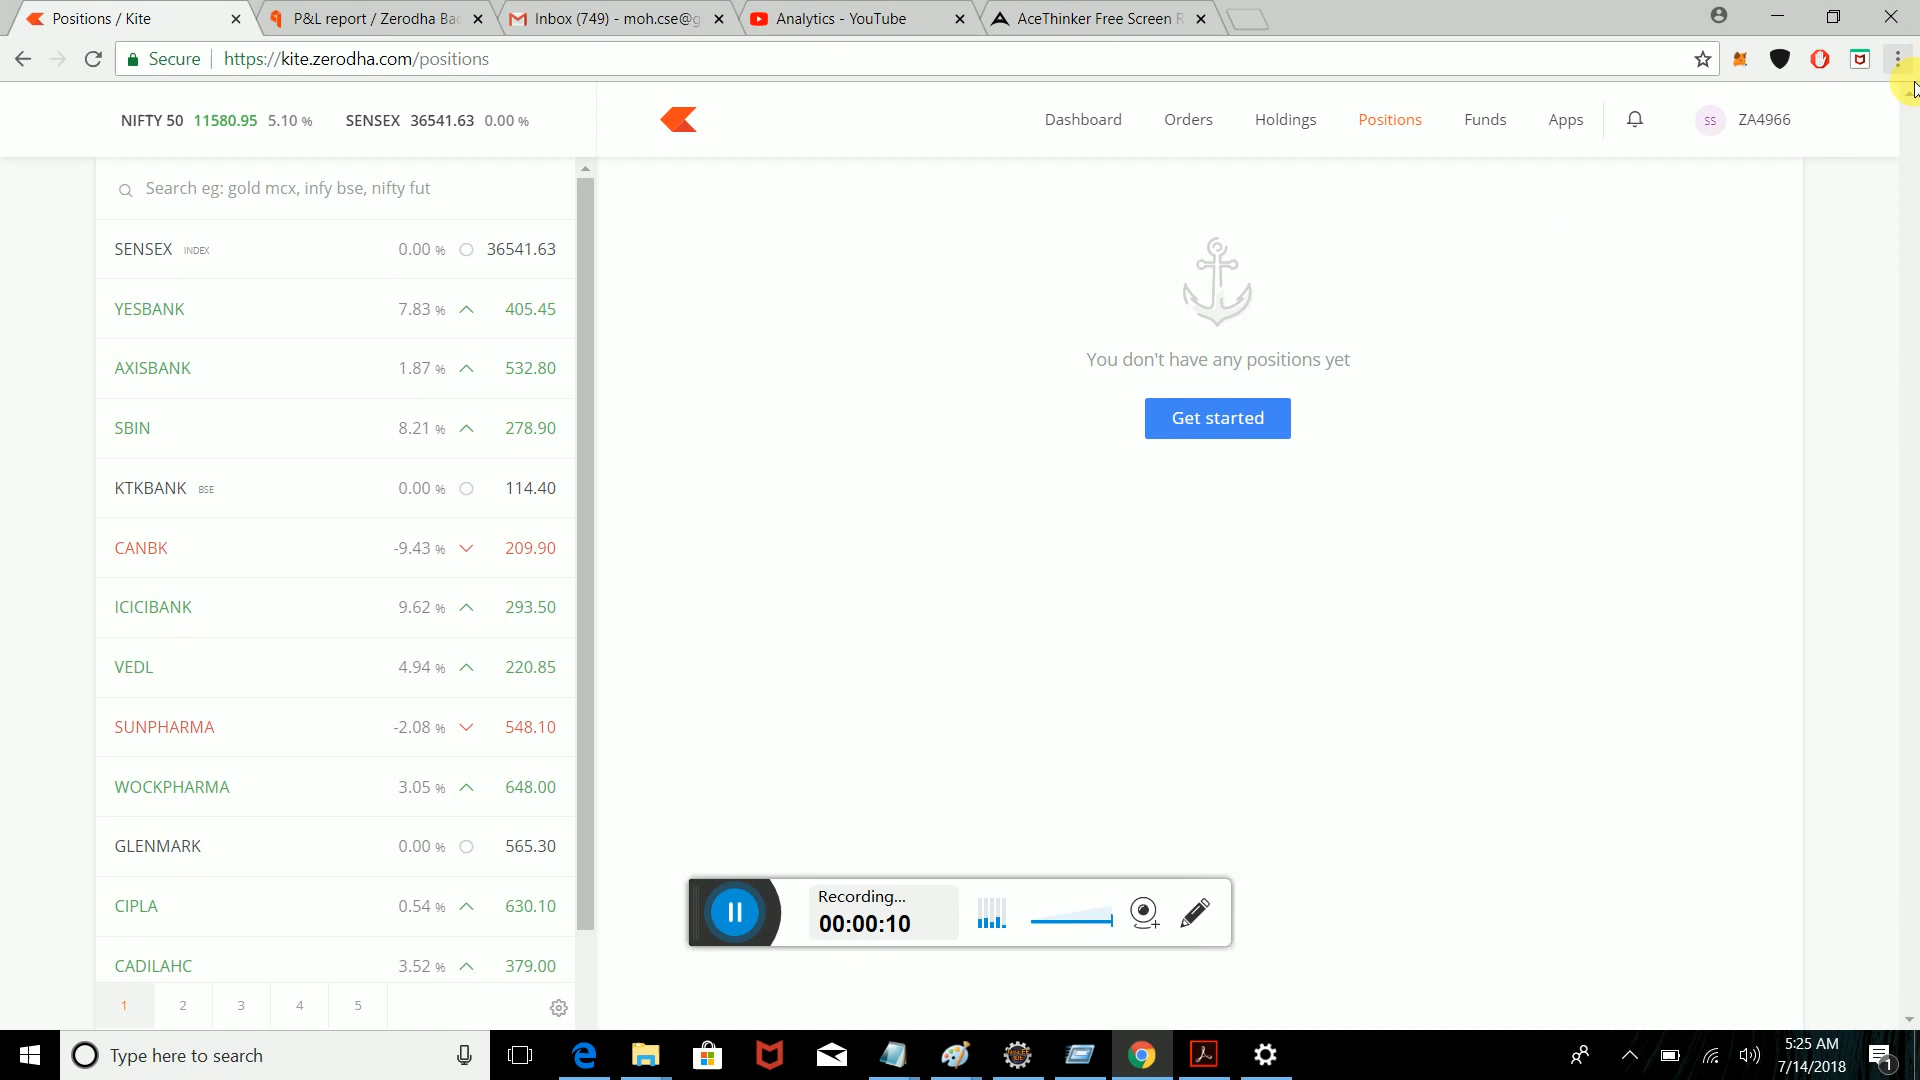 Positions / Kite
P&L report / Zerodha Bac
Inbox (749) - moh.cse@g
Analytics - YouTube
AceThinker Free Screen R
Secure
https://kite.zerodha.com/positions
NIFTY 50 11580.95 5.10 % SENSEX 36541.63 0.00 %
Dashboard Orders Holdings Positions Funds Apps SS ZA4966
Search eg: gold mcx, infy bse, nifty fut
SENSEX INDEX 0.00 % 36541.63
YESBANK 7.83 % 405.45
AXISBANK 1.87 % 532.80
SBIN 8.21 % 278.90
KTKBANK BSE 0.00 % 114.40
CANBK -9.43 % 209.90
ICICIBANK 9.62 % 293.50
VEDL 4.94 % 220.85
SUNPHARMA -2.08 % 548.10
WOCKPHARMA 3.05 % 648.00
GLENMARK 0.00 % 565.30
CIPLA 0.54 % 630.10
CADILAHC 3.52 % 379.00
1 2 3 4 5
You don't have any positions yet
Get started
Recording...
00:00:10
Type here to search
5:25 AM
7/14/2018
1